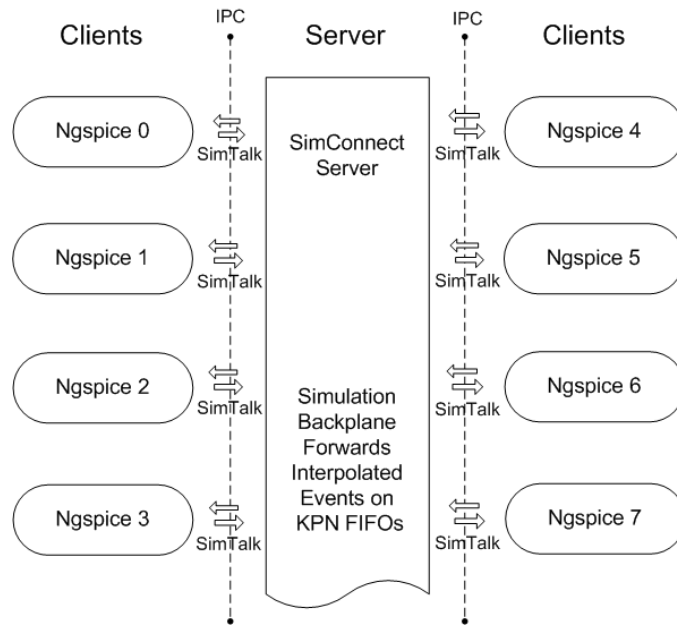 IPC
IPC
Clients
Server
Clients
Ngspice 0
SimTalk
SimConnect
Server
Ngspice 4
SimTalk
Ngspice 1
SimTalk
Ngspice 5
SimTalk
Ngspice 2
SimTalk
Simulation
Backplane
Forwards
Interpolated
Events on
KPN FIFOs
Ngspice 6
SimTalk
Ngspice 3
SimTalk
Ngspice 7
SimTalk